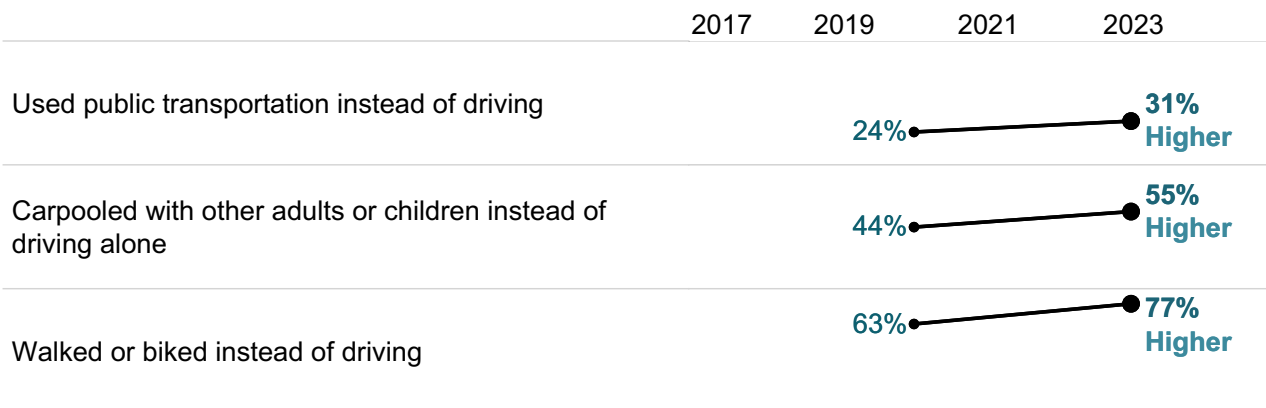 2017 2019 2021 2023
Used public transportation instead of driving
24%
31%
Higher
Carpooled with other adults or children instead of
driving alone
44%
55%
Higher
Walked or biked instead of driving
63%
77%
Higher